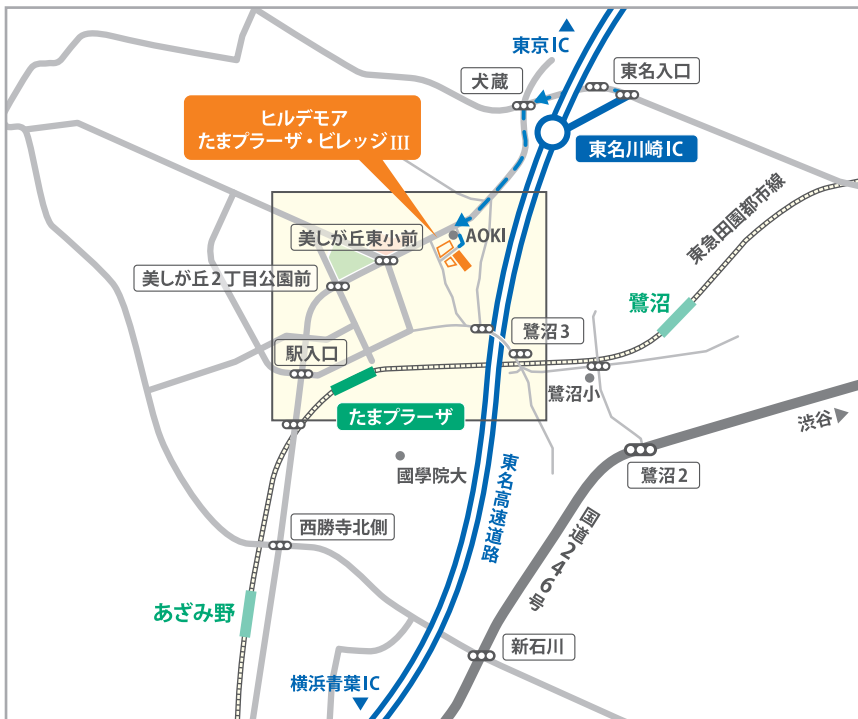 東京IC
犬蔵
東名入口
ヒルデモア
たまプラーザ・ビレッジIII
東名川崎IC
東急田園都市線
美しが丘東小前
AOKI
美しが丘2丁目公園前
鷺沼
鷺沼3
駅入口
鷺沼小
たまプラーザ
渋谷
國學院大
鷺沼2
東名高速道路
西勝寺北側
国道246号
あざみ野
新石川
横浜青葉IC